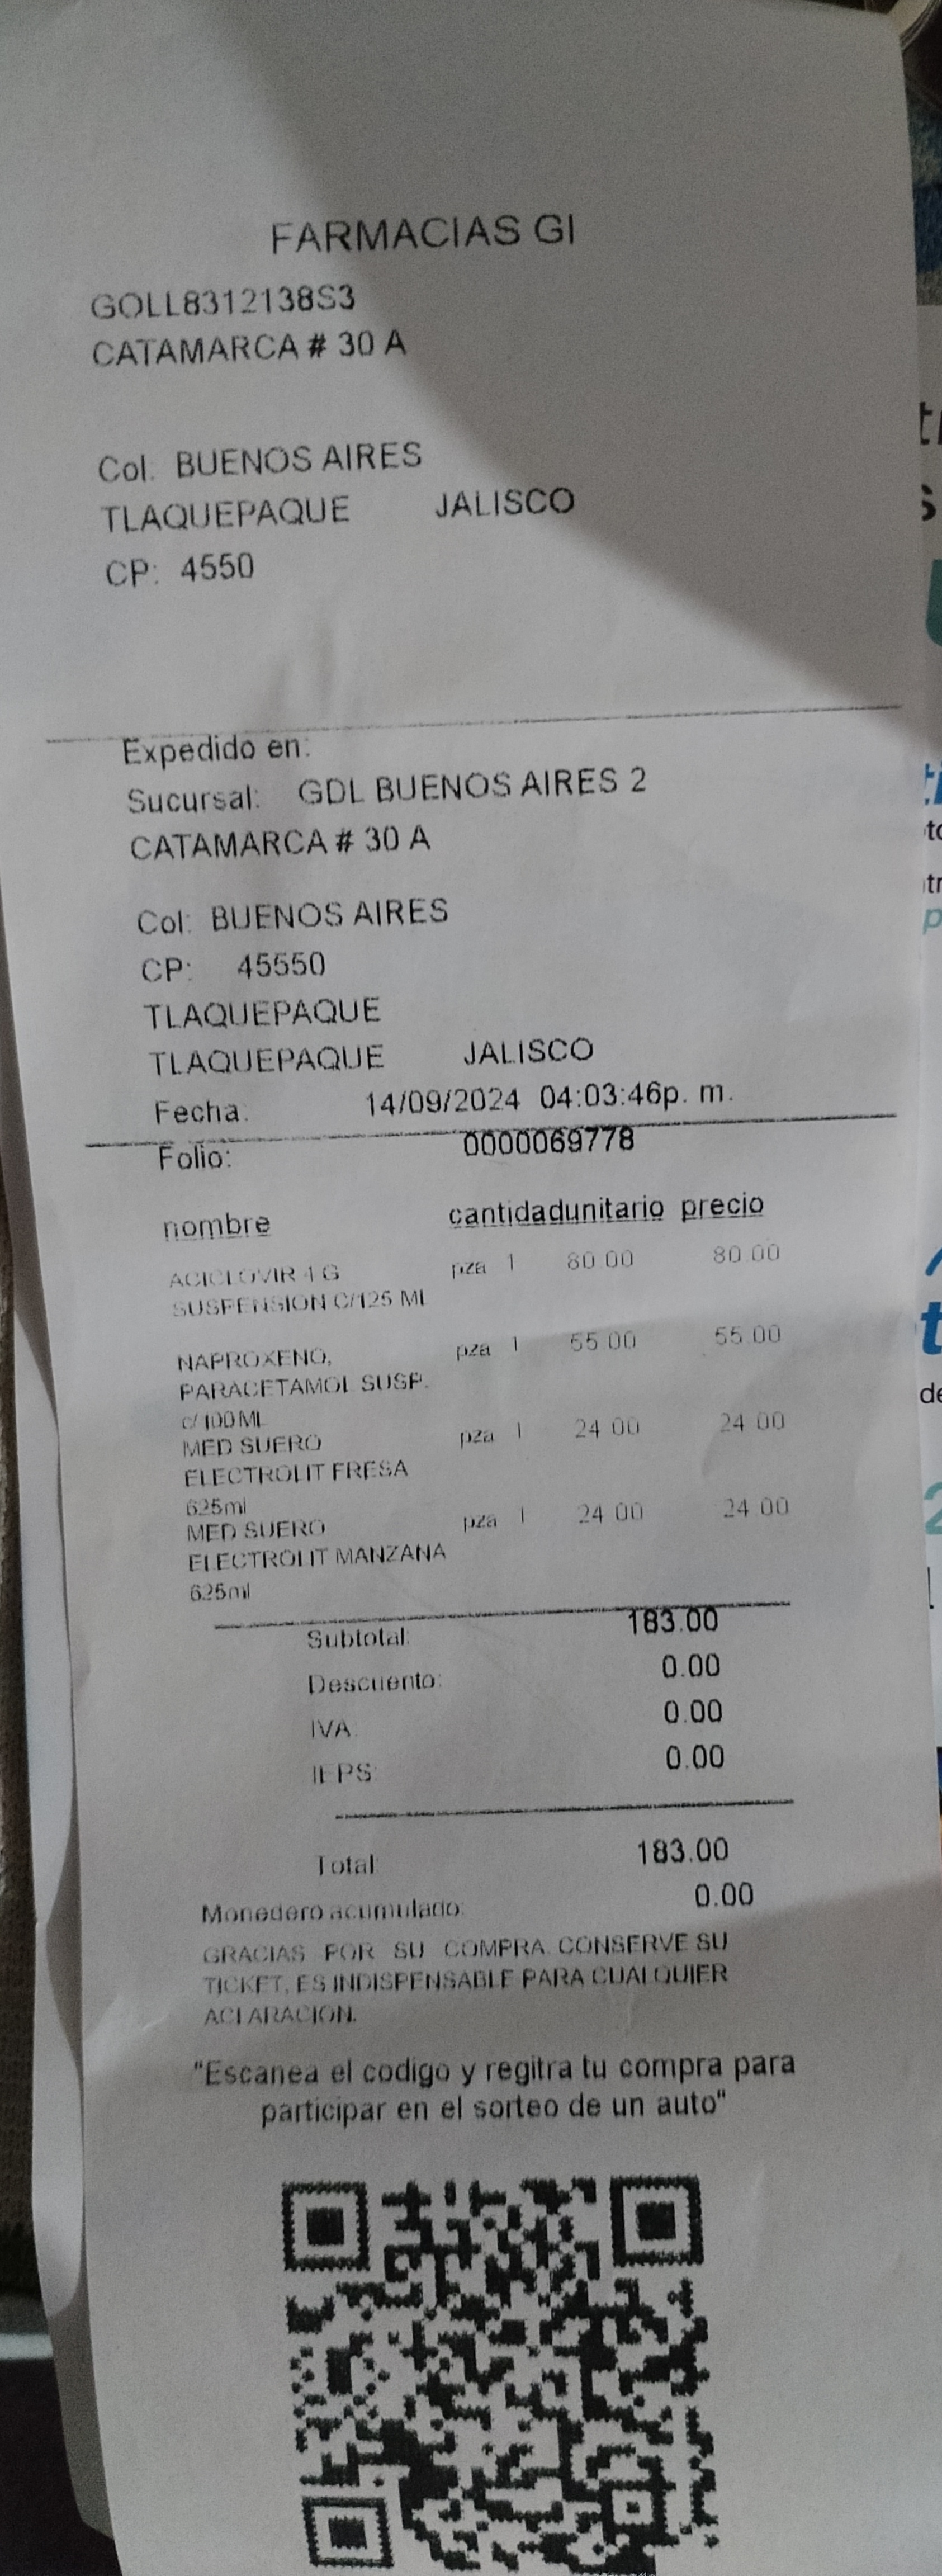 FARMACIAS GI
GOLL8312138S3
CATAMARCA # 30 A
Col. BUENOS AIRES
TLAQUEPAQUE JALISCO
CP: 4550
Expedido en:
Sucursal: GDL BUENOS AIRES 2
CATAMARCA # 30 A
Col: BUENOS AIRES
CP: 45550
TLAQUEPAQUE
TLAQUEPAQUE JALISCO
Fecha: 14/09/2024 04:03:46p. m.
Folio: 0000069778
nombre cantidadunitario precio
ACICLOVIR 4 G pza 1 80.00 80.00
SUSPENSION C/125 ML
NAPROXENO, pza 1 55.00 55.00
PARACETAMOL SUSP.
c/100 ML
MED SUERO pza 1 24.00 24.00
ELECTROLIT FRESA
625ml
MED SUERO pza 1 24.00 24.00
ELECTROLIT MANZANA
625ml
Subtotal: 183.00
Descuento: 0.00
IVA: 0.00
IEPS: 0.00
Total: 183.00
Monedero acumulado: 0.00
GRACIAS POR SU COMPRA. CONSERVE SU
TICKET, ES INDISPENSABLE PARA CUALQUIER
ACLARACION.
"Escanea el codigo y regitra tu compra para
participar en el sorteo de un auto"